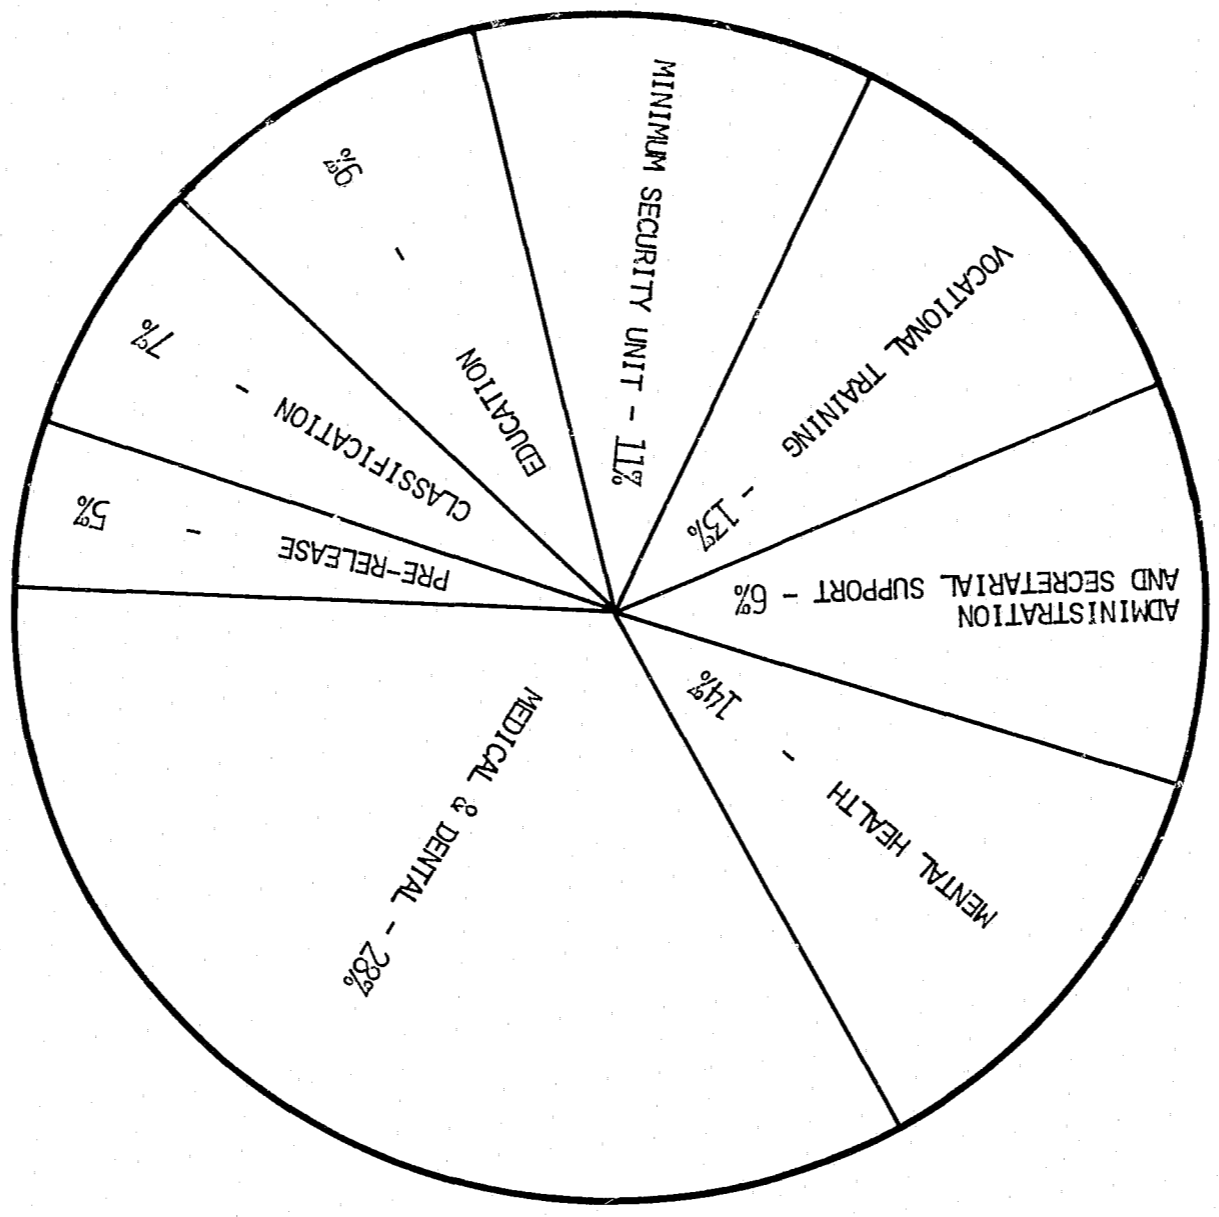 MINIMUM SECURITY UNIT - 11%
VOCATIONAL TRAINING - 13%
ADMINISTRATION
AND SECRETARIAL SUPPORT - 6%
MENTAL HEALTH - 14%
MEDICAL & DENTAL - 28%
PRE-RELEASE - 5%
CLASSIFICATION - 7%
EDUCATION - 9%